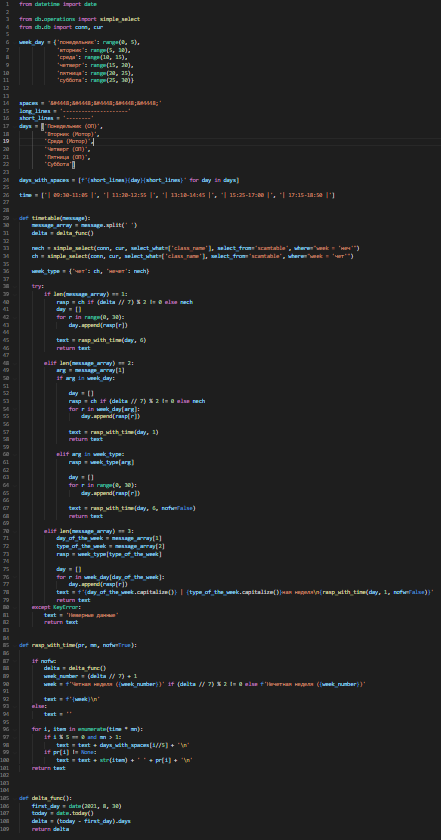 from datetime import date
from db.operations import simple_select
from db.db import conn, cur
week_day = {'понедельник': range(0, 5),
'вторник': range(5, 10),
'среда': range(10, 15),
'четверг': range(15, 20),
'пятница': range(20, 25),
'суббота': range(25, 30)}
spaces = '&#4448;&#4448;&#4448;&#4448;&#4448;'
long_lines =
short_lines = '--------'
days = ['Понедельник (ОП)',
'Вторник (Мотор)',
'Среда (Мотор)',
'Четверг (ОП)',
'Пятница (ОП)',
'Суббота']
days_with_spaces = [f'{short_lines}{day}{short_lines}' for day in days]
time = ['| 09:30-11:05 |', '| 11:20-12:55 |', '| 13:10-14:45 |', '| 15:25-17:00 |', '| 17:15-18:50 |']
def timetable(message):
message_array = message.split(' ')
delta = delta_func()
nech = simple_select(conn, cur, select_what=['class_name'], select_from='scamtable', where="week = 'неч'")
ch = simple_select(conn, cur, select_what=['class_name'], select_from='scamtable', where="week = 'чет'")
week_type = {'чет': ch, 'нечет': nech}
try:
if len(message_array) == 1:
rasp = ch if (delta // 7) % 2 != 0 else nech
day = []
for r in range(0, 30):
day.append(rasp[r])
text = rasp_with_time(day, 6)
return text
elif len(message_array) == 2:
arg = message_array[1]
if arg in week_day:
day = []
rasp = ch if (delta // 7) % 2 != 0 else nech
for r in week_day[arg]:
day.append(rasp[r])
text = rasp_with_time(day, 1)
return text
elif arg in week_type:
rasp = week_type[arg]
day = []
for r in range(0, 30):
day.append(rasp[r])
text = rasp_with_time(day, 6, nofw=False)
return text
elif len(message_array) == 3:
day_of_the_week = message_array[1]
type_of_the_week = message_array[2]
rasp = week_type[type_of_the_week]
day = []
for r in week_day[day_of_the_week]:
day.append(rasp[r])
text = f'{day_of_the_week.capitalize()} | {type_of_the_week.capitalize()}ная неделя\n{rasp_with_time(day, 1, nofw=False)}'
return text
except KeyError:
text = 'Неверные данные'
return text
def rasp_with_time(pr, mn, nofw=True):
if nofw:
delta = delta_func()
week_number = (delta // 7) + 1
week = f'Четная неделя ({week_number})' if (delta // 7) % 2 != 0 else f'Нечетная неделя ({week_number})'
text = f'{week}\n'
else:
text = ''
for i, item in enumerate(time * mn):
if i % 5 == 0 and mn > 1:
text = text + days_with_spaces[i//5] + '\n'
if pr[i] != None:
text = text + str(item) + ' ' + pr[i] + '\n'
return text
def delta_func():
first_day = date(2021, 8, 30)
today = date.today()
delta = (today - first_day).days
return delta